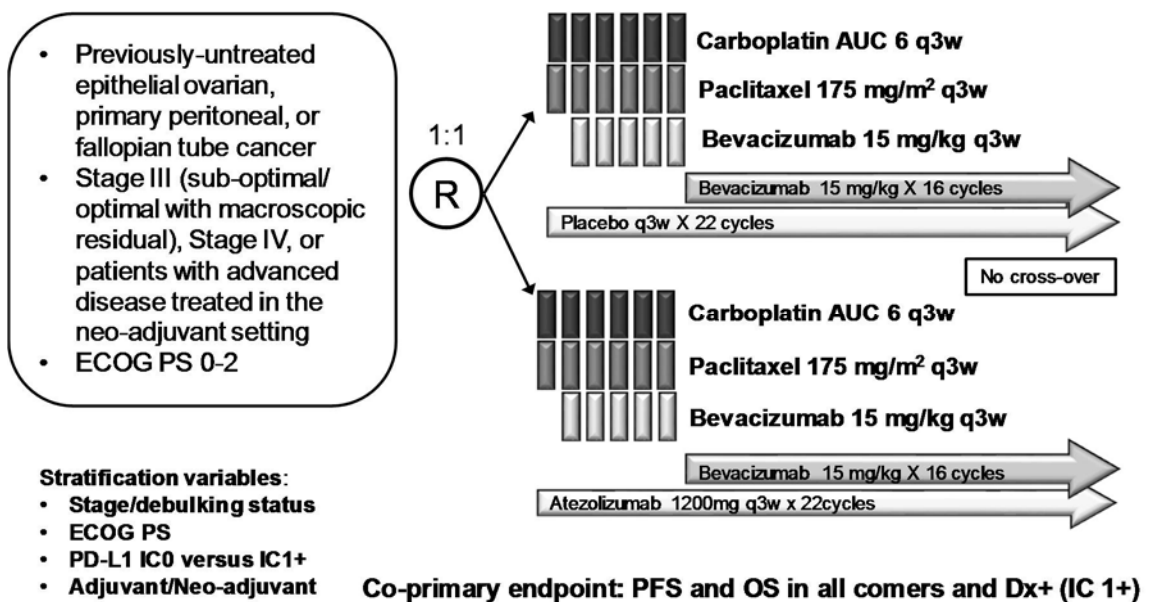 • Previously-untreated
epithelial ovarian,
primary peritoneal, or
fallopian tube cancer
• Stage III (sub-optimal/
optimal with macroscopic
residual), Stage IV, or
patients with advanced
disease treated in the
neo-adjuvant setting
• ECOG PS 0-2
1:1
R
Carboplatin AUC 6 q3w
Paclitaxel 175 mg/m² q3w
Bevacizumab 15 mg/kg q3w
Bevacizumab 15 mg/kg X 16 cycles
Placebo q3w X 22 cycles
No cross-over
Carboplatin AUC 6 q3w
Paclitaxel 175 mg/m² q3w
Bevacizumab 15 mg/kg q3w
Bevacizumab 15 mg/kg X 16 cycles
Atezolizumab 1200mg q3w x 22cycles
Stratification variables:
• Stage/debulking status
• ECOG PS
• PD-L1 IC0 versus IC1+
• Adjuvant/Neo-adjuvant
Co-primary endpoint: PFS and OS in all comers and Dx+ (IC 1+)